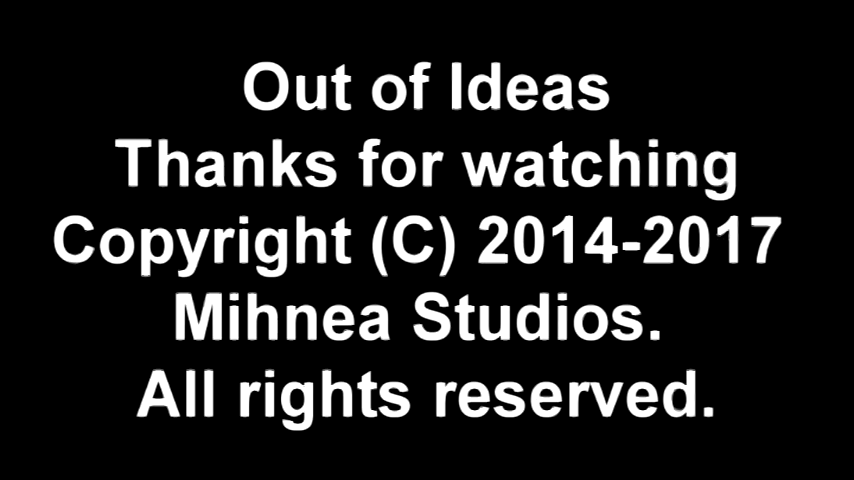 Out of Ideas
Thanks for watching
Copyright (C) 2014-2017
Mihnea Studios.
All rights reserved.